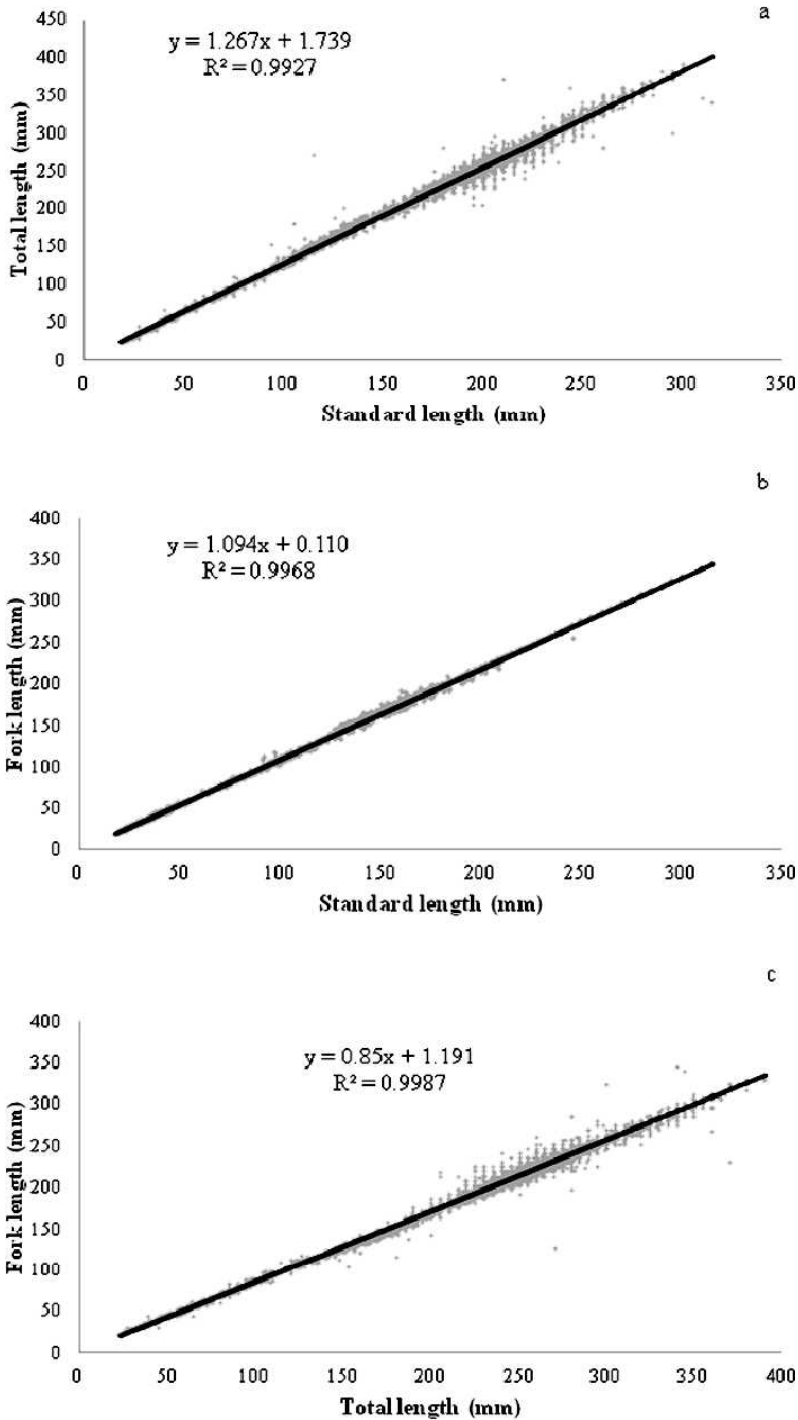 a
y = 1.267x + 1.739
R² = 0.9927
Total length (mm)
450
400
350
300
250
200
150
100
50
0
0 50 100 150 200 250 300 350
Standard length (mm)
b
y = 1.094x + 0.110
R² = 0.9968
Fork length (mm)
400
350
300
250
200
150
100
50
0
0 50 100 150 200 250 300 350
Standard length (mm)
c
y = 0.85x + 1.191
R² = 0.9987
Fork length (mm)
400
350
300
250
200
150
100
50
0
0 50 100 150 200 250 300 350 400
Total length (mm)